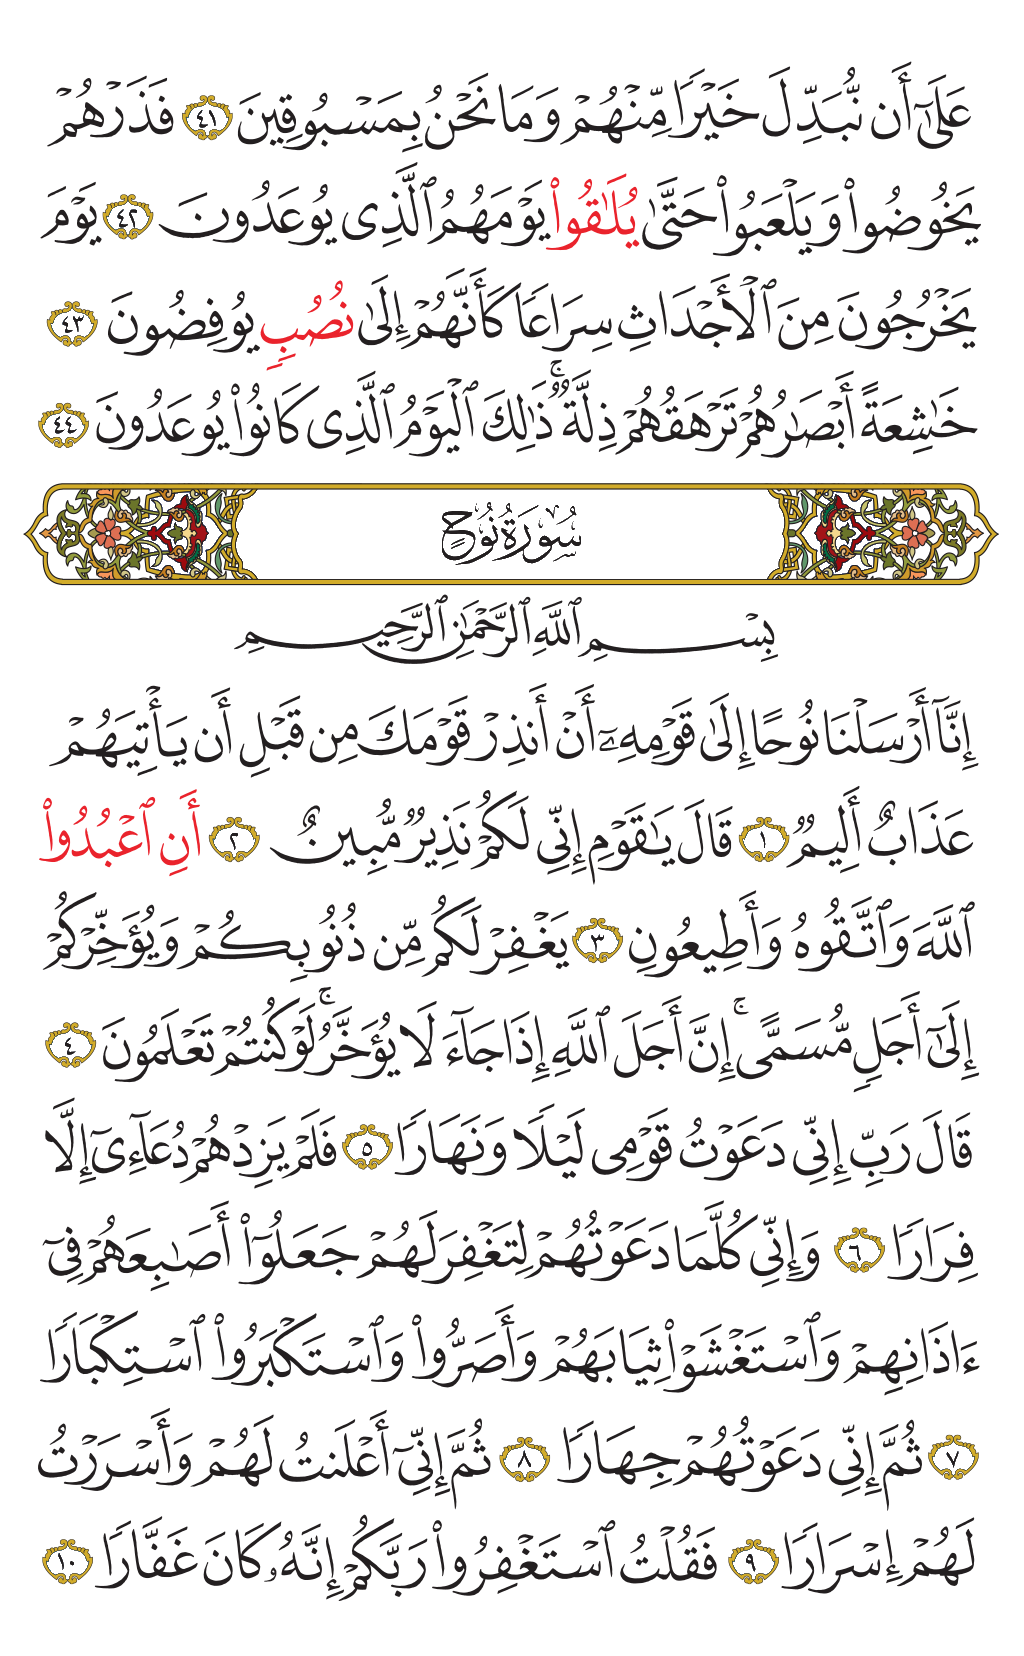 عَلَىٰٓ أَن نُّبَدِّلَ خَيْرًا مِّنْهُمْ وَمَا نَحْنُ بِمَسْبُوقِينَ ٤١ فَذَرْهُمْ
يَخُوضُوا۟ وَيَلْعَبُوا۟ حَتَّىٰ يُلَـٰقُوا۟ يَوْمَهُمُ ٱلَّذِى يُوعَدُونَ ٤٢ يَوْمَ
يَخْرُجُونَ مِنَ ٱلْأَجْدَاثِ سِرَاعًا كَأَنَّهُمْ إِلَىٰ نُصُبٍ يُوفِضُونَ ٤٣
خَـٰشِعَةً أَبْصَـٰرُهُمْ تَرْهَقُهُمْ ذِلَّةٌ ۚ ذَٰلِكَ ٱلْيَوْمُ ٱلَّذِى كَانُوا۟ يُوعَدُونَ ٤٤
سُورَةُ نُوحٍ
بِسْمِ ٱللَّهِ ٱلرَّحْمَـٰنِ ٱلرَّحِيمِ
إِنَّآ أَرْسَلْنَا نُوحًا إِلَىٰ قَوْمِهِۦٓ أَنْ أَنذِرْ قَوْمَكَ مِن قَبْلِ أَن يَأْتِيَهُمْ
عَذَابٌ أَلِيمٌ ١ قَالَ يَـٰقَوْمِ إِنِّى لَكُمْ نَذِيرٌ مُّبِينٌ ٢ أَنِ ٱعْبُدُوا۟
ٱللَّهَ وَٱتَّقُوهُ وَأَطِيعُونِ ٣ يَغْفِرْ لَكُم مِّن ذُنُوبِكُمْ وَيُؤَخِّرْكُمْ
إِلَىٰٓ أَجَلٍ مُّسَمًّى ۚ إِنَّ أَجَلَ ٱللَّهِ إِذَا جَآءَ لَا يُؤَخَّرُ ۚ لَوْ كُنتُمْ تَعْلَمُونَ ٤
قَالَ رَبِّ إِنِّى دَعَوْتُ قَوْمِى لَيْلًا وَنَهَارًا ٥ فَلَمْ يَزِدْهُمْ دُعَآءِىٓ إِلَّا
فِرَارًا ٦ وَإِنِّى كُلَّمَا دَعَوْتُهُمْ لِتَغْفِرَ لَهُمْ جَعَلُوٓا۟ أَصَـٰبِعَهُمْ فِىٓ
ءَاذَانِهِمْ وَٱسْتَغْشَوْا۟ ثِيَابَهُمْ وَأَصَرُّوا۟ وَٱسْتَكْبَرُوا۟ ٱسْتِكْبَارًا
٧ ثُمَّ إِنِّى دَعَوْتُهُمْ جِهَارًا ٨ ثُمَّ إِنِّىٓ أَعْلَنتُ لَهُمْ وَأَسْرَرْتُ
لَهُمْ إِسْرَارًا ٩ فَقُلْتُ ٱسْتَغْفِرُوا۟ رَبَّكُمْ إِنَّهُۥ كَانَ غَفَّارًا ١٠